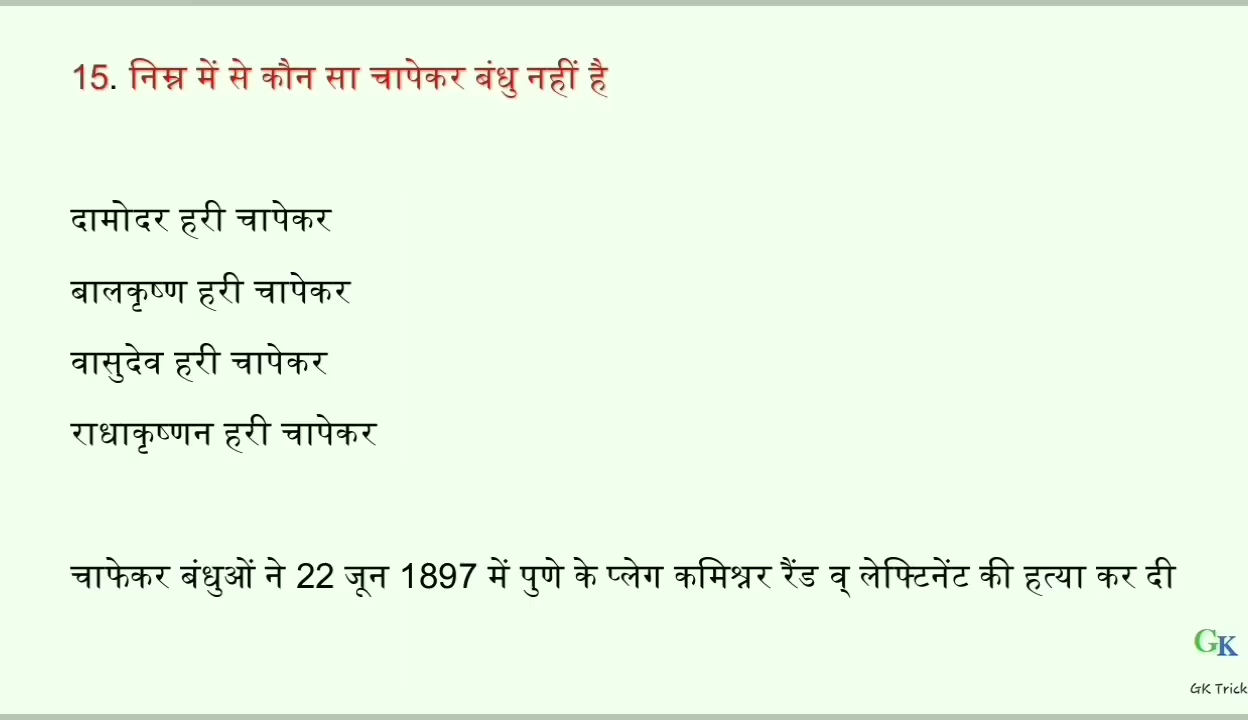 15. निम्न में से कौन सा चापेकर बंधु नहीं है
दामोदर हरी चापेकर
बालकृष्ण हरी चापेकर
वासुदेव हरी चापेकर
राधाकृष्णन हरी चापेकर
चाफेकर बंधुओं ने 22 जून 1897 में पुणे के प्लेग कमिश्नर रैंड व् लेफ्टिनेंट की हत्या कर दी
GK
GK Trick